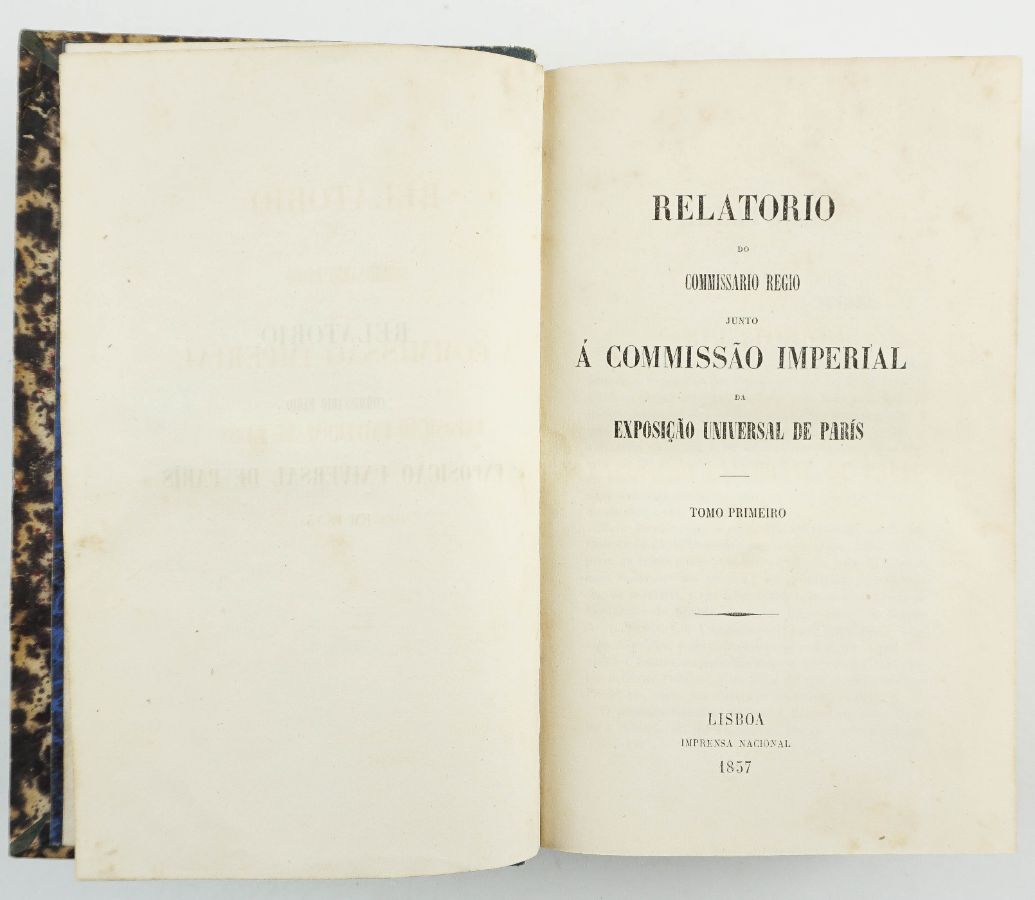 RELATORIO
DO
COMMISSARIO REGIO
JUNTO
Á COMMISSÃO IMPERIAL
DA
EXPOSIÇÃO UNIVERSAL DE PARÍS
TOMO PRIMEIRO
LISBOA
IMPRENSA NACIONAL
1857